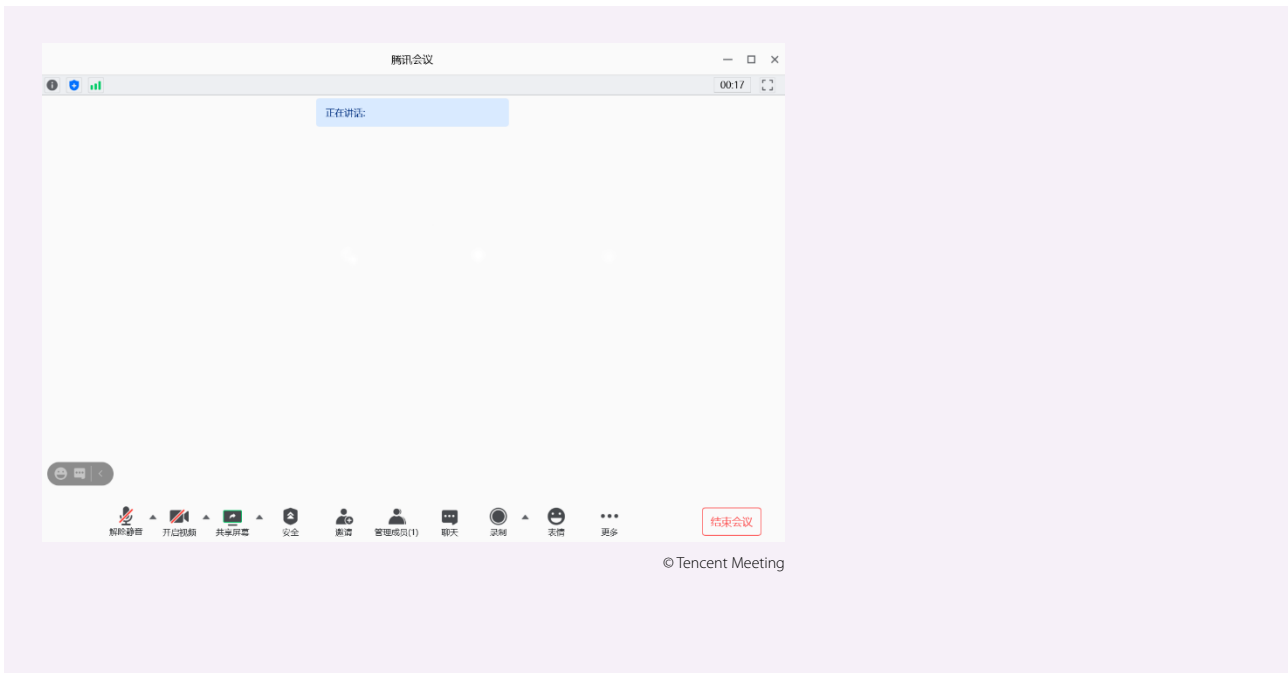 腾讯会议
00:17
正在讲话:
解除静音 开启视频 共享屏幕 安全 邀请 管理成员(1) 聊天 录制 表情 更多 结束会议
© Tencent Meeting